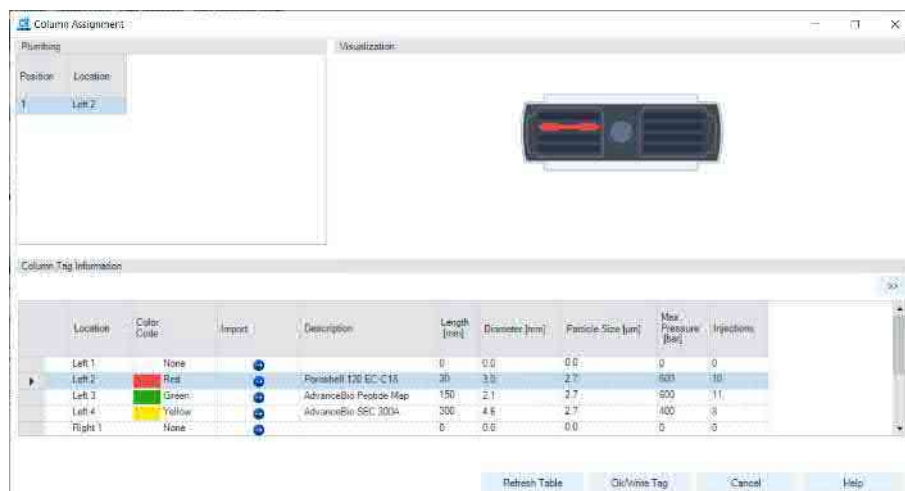 Column Assignment
Plumbing
Visualization
Position Location
1 Left 2
Column Tag Information
>>
Location Color Code Import Description Length [mm] Diameter [mm] Particle Size [µm] Max. Pressure [bar] Injections
Left 1 None 0 0.0 0.0 0 0
Left 2 Red Poroshell 120 EC-C18 30 3.0 2.7 600 10
Left 3 Green AdvanceBio Peptide Map 150 2.1 2.7 600 11
Left 4 Yellow AdvanceBio SEC 300A 300 4.6 2.7 400 8
Right 1 None 0 0.0 0.0 0 0
Refresh Table Ok/Write Tag Cancel Help